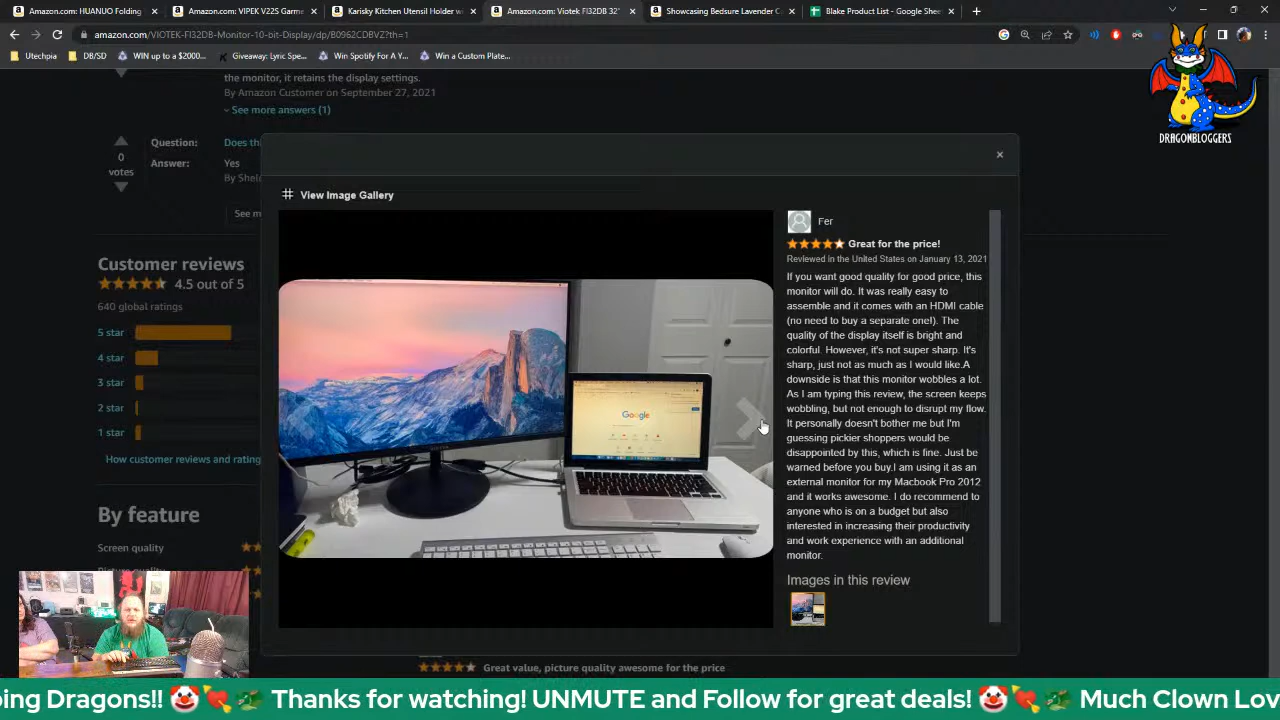 Amazon.com: HUANUO Folding
Amazon.com: VIPEK V22S Garme
Karisky Kitchen Utensil Holder w
Amazon.com: Viotek FI32DB 32"
Showcasing Bedsure Lavender C
Blake Product List - Google Shee
amazon.com/VIOTEK-FI32DB-Monitor-10-bit-Display/dp/B0962CDBVZ?th=1
Utechpia
DB/SD
WIN up to a $2000...
Giveaway: Lyric Spe...
Win Spotify For A Y...
Win a Custom Plate...
DRAGONBLOGGERS
the monitor, it retains the display settings.
By Amazon Customer on September 27, 2021
See more answers (1)
0
votes
Question:
Does th
Answer:
Yes
By Shel
See m
Customer reviews
4.5 out of 5
640 global ratings
5 star
4 star
3 star
2 star
1 star
How customer reviews and rating
By feature
Screen quality
View Image Gallery
Google
Fer
Great for the price!
Reviewed in the United States on January 13, 2021
If you want good quality for good price, this
monitor will do. It was really easy to
assemble and it comes with an HDMI cable
(no need to buy a separate one!). The
quality of the display itself is bright and
colorful. However, it's not super sharp. It's
sharp, just not as much as I would like.A
downside is that this monitor wobbles a lot.
As I am typing this review, the screen keeps
wobbling, but not enough to disrupt my flow.
It personally doesn't bother me but I'm
guessing pickier shoppers would be
disappointed by this, which is fine. Just be
warned before you buy.I am using it as an
external monitor for my Macbook Pro 2012
and it works awesome. I do recommend to
anyone who is on a budget but also
interested in increasing their productivity
and work experience with an additional
monitor.
Images in this review
Great value, picture quality awesome for the price
ping Dragons!! 🤡💘🐲 Thanks for watching! UNMUTE and Follow for great deals! 🤡💘🐲 Much Clown Lov